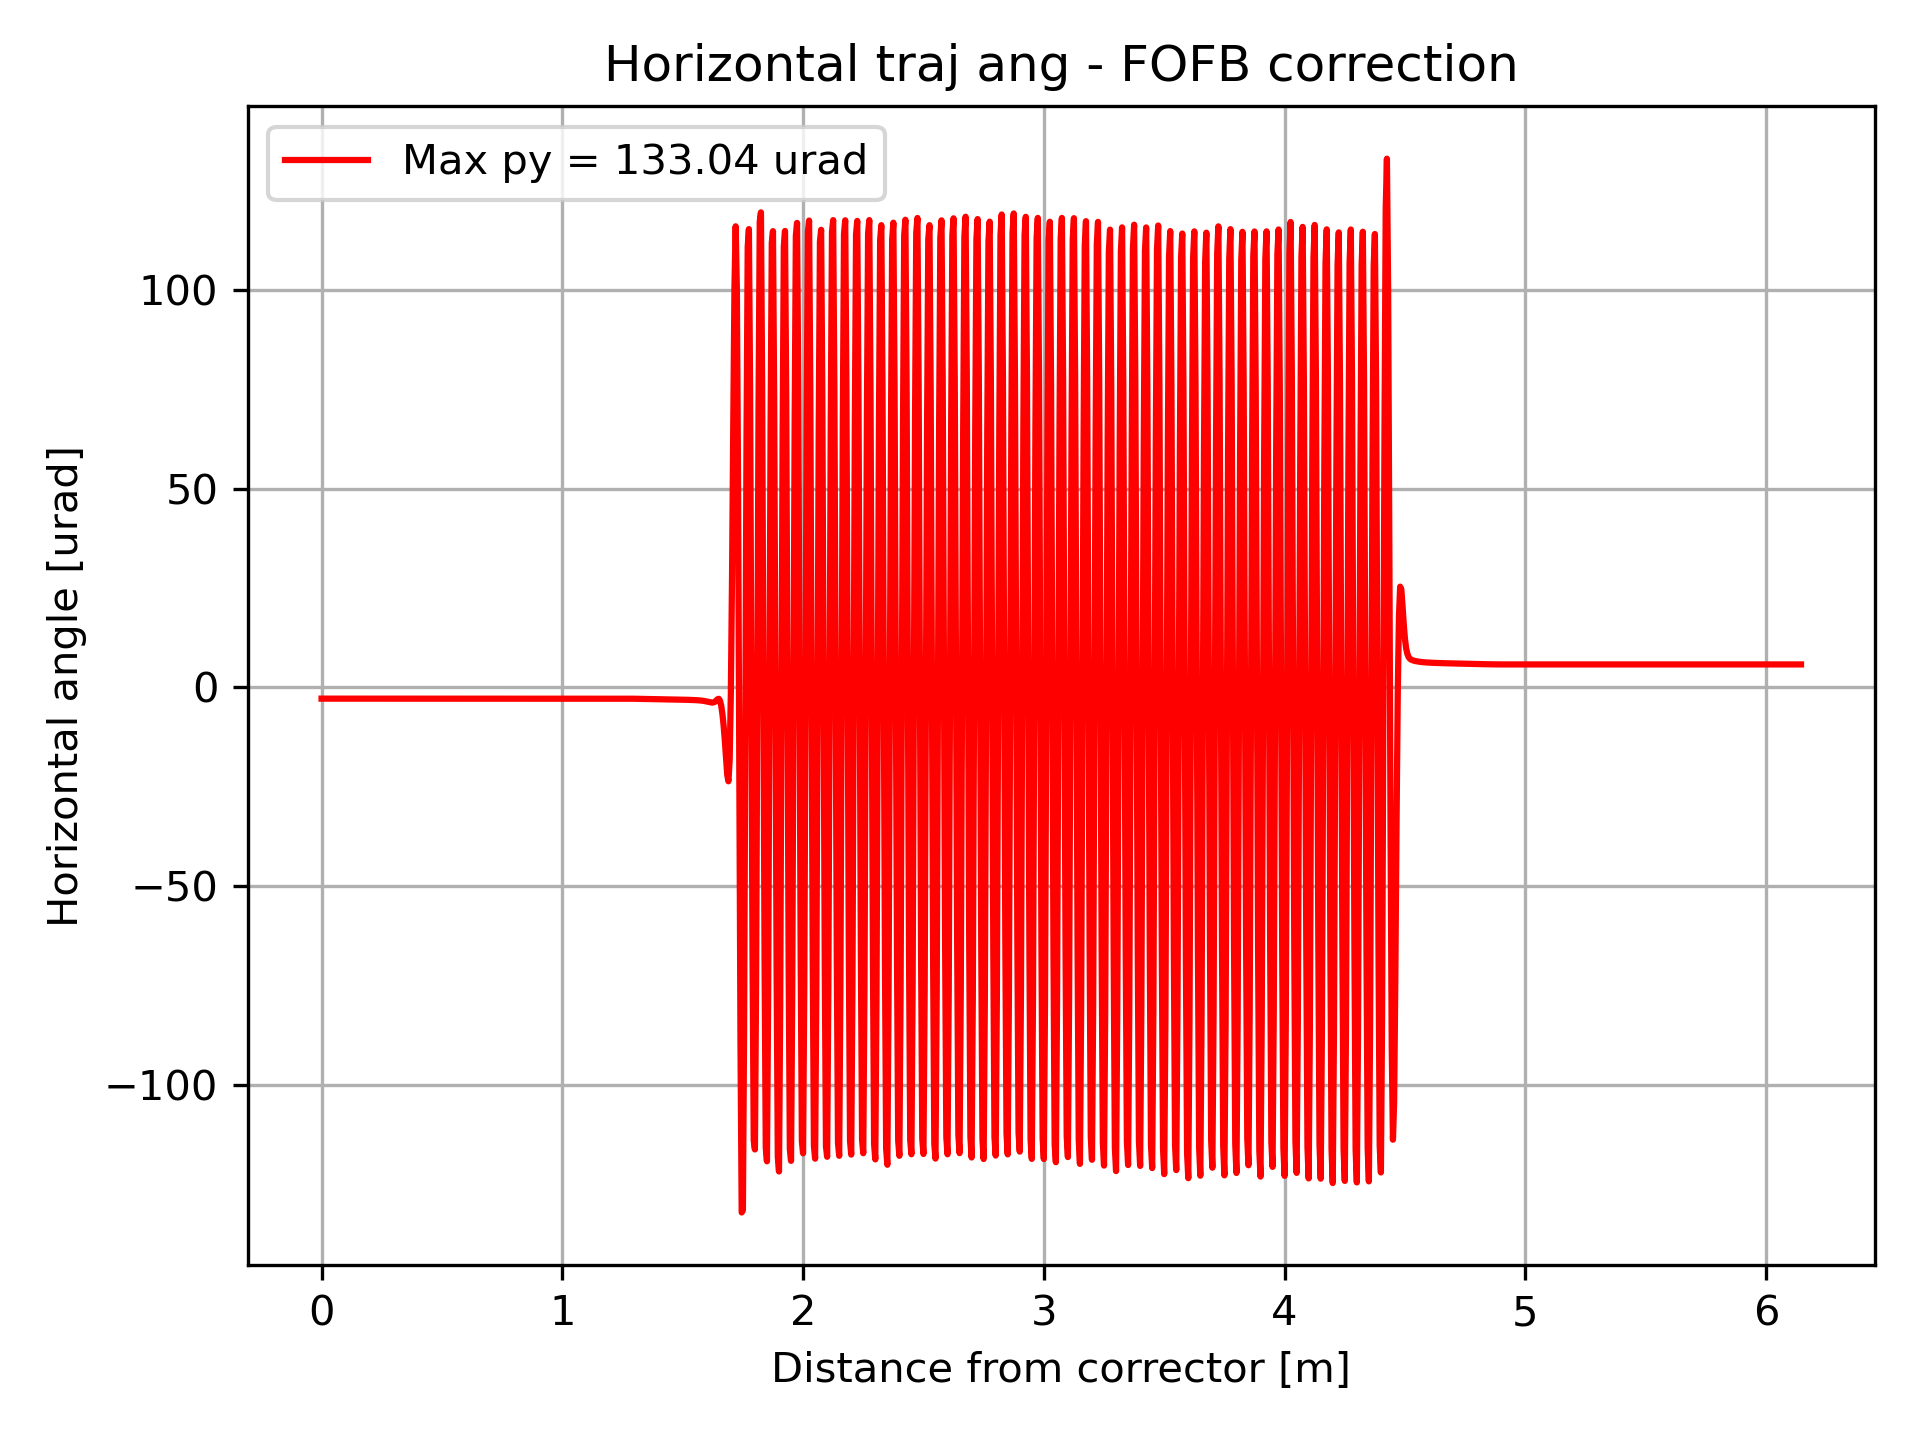 Horizontal traj ang - FOFB correction
Max py = 133.04 urad
Horizontal angle [urad]
100
50
0
−50
−100
0 1 2 3 4 5 6
Distance from corrector [m]